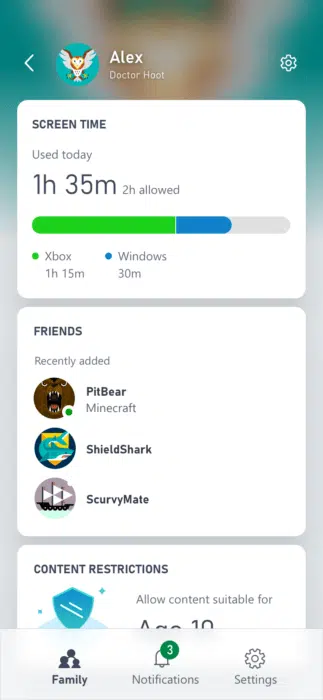 Alex
Doctor Hoot
SCREEN TIME
Used today
1h 35m 2h allowed
Xbox Windows
1h 15m 30m
FRIENDS
Recently added
PitBear
Minecraft
ShieldShark
ScurvyMate
CONTENT RESTRICTIONS
Allow content suitable for
3
Family Notifications Settings